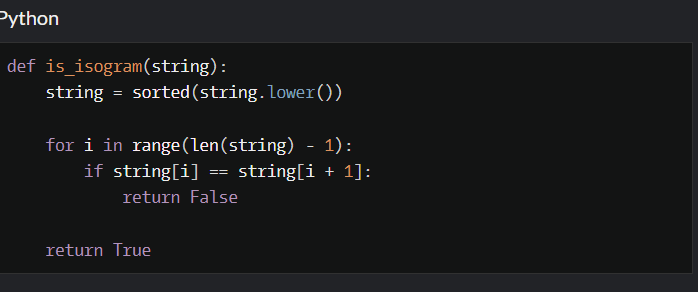 Python
def is_isogram(string):
    string = sorted(string.lower())
    for i in range(len(string) - 1):
        if string[i] == string[i + 1]:
            return False
    return True